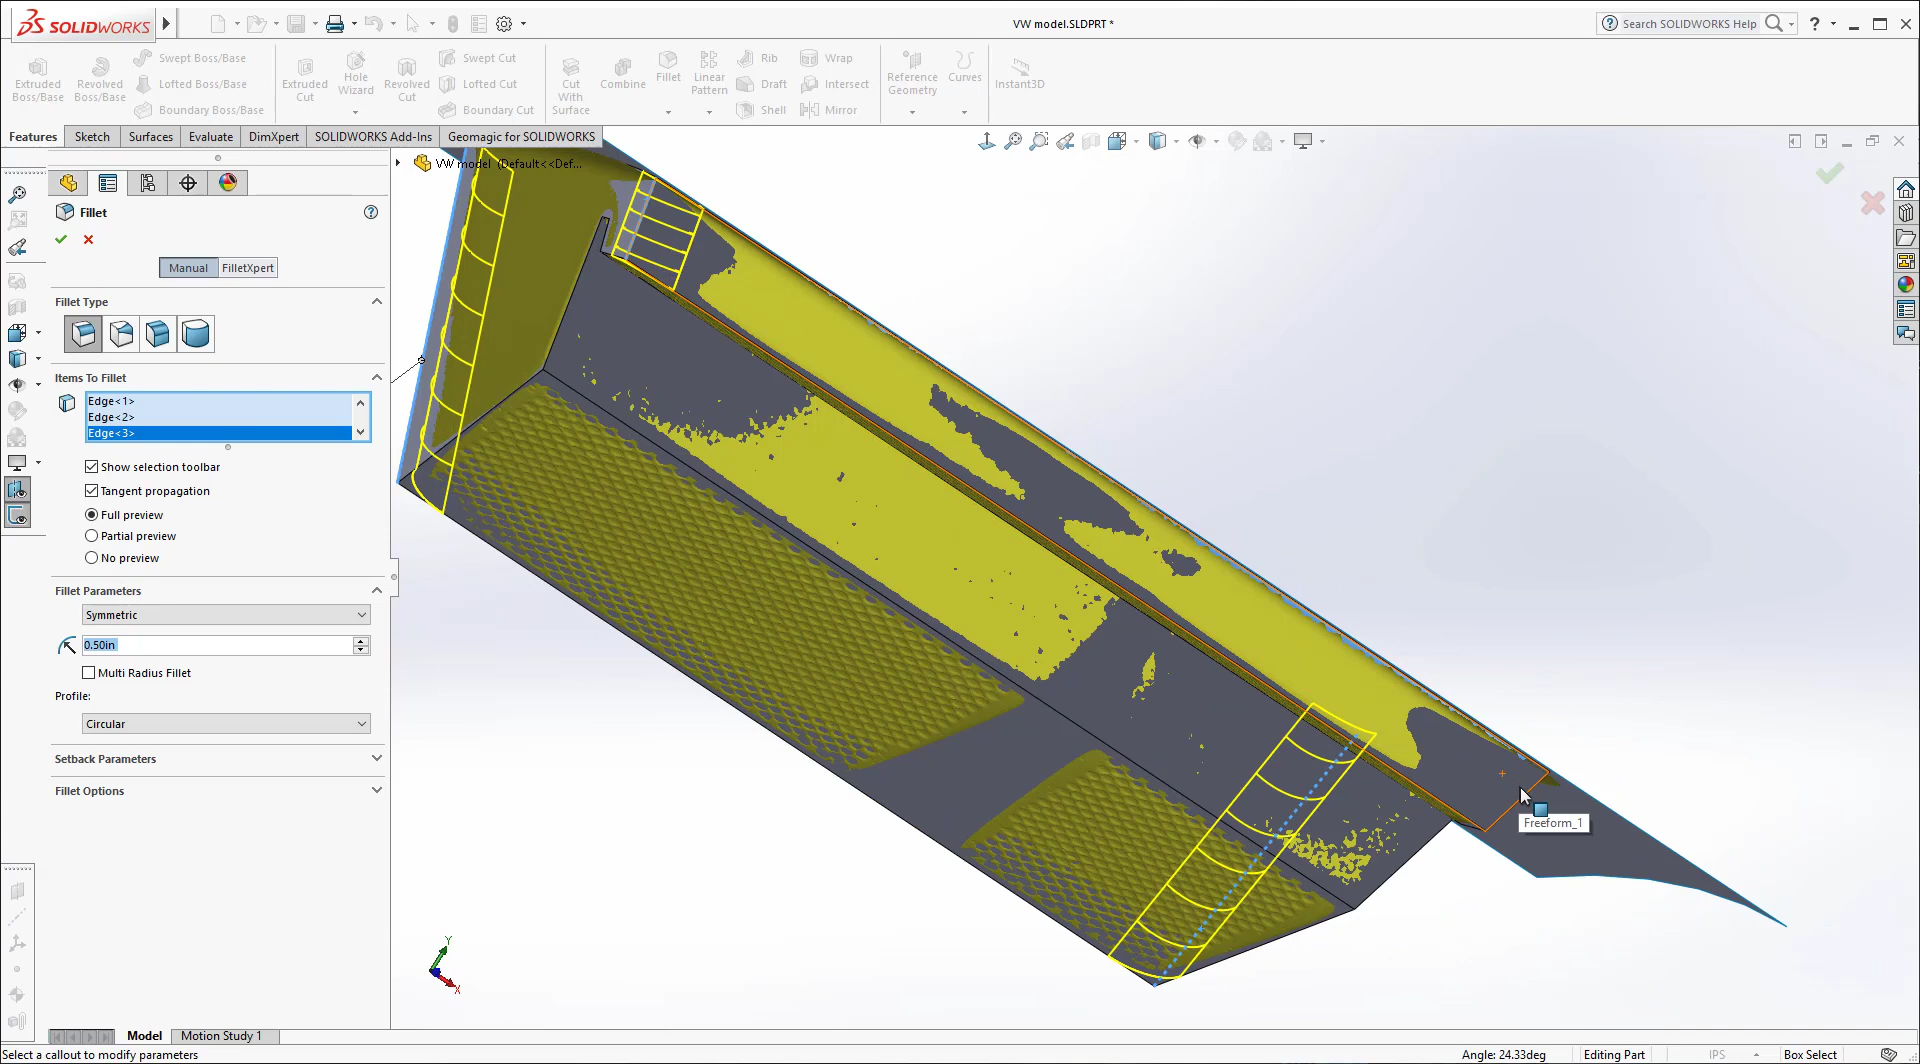 SOLIDWORKS
VW model.SLDPRT *
Search SOLIDWORKS Help
?
Extruded Boss/Base
Revolved Boss/Base
Swept Boss/Base
Lofted Boss/Base
Boundary Boss/Base
Extruded Cut
Hole Wizard
Revolved Cut
Swept Cut
Lofted Cut
Boundary Cut
Cut With Surface
Combine
Fillet
Linear Pattern
Rib
Draft
Shell
Wrap
Intersect
Mirror
Reference Geometry
Curves
Instant3D
Features
Sketch
Surfaces
Evaluate
DimXpert
SOLIDWORKS Add-Ins
Geomagic for SOLIDWORKS
VW model (Default<<Def...
Fillet
?
Manual
FilletXpert
Fillet Type
Items To Fillet
Edge<1>
Edge<2>
Edge<3>
Show selection toolbar
Tangent propagation
Full preview
Partial preview
No preview
Fillet Parameters
Symmetric
0.50in
Multi Radius Fillet
Profile:
Circular
Setback Parameters
Fillet Options
Freeform_1
Y
X
Model
Motion Study 1
Select a callout to modify parameters
Angle: 24.33deg
Editing Part
IPS
Box Select